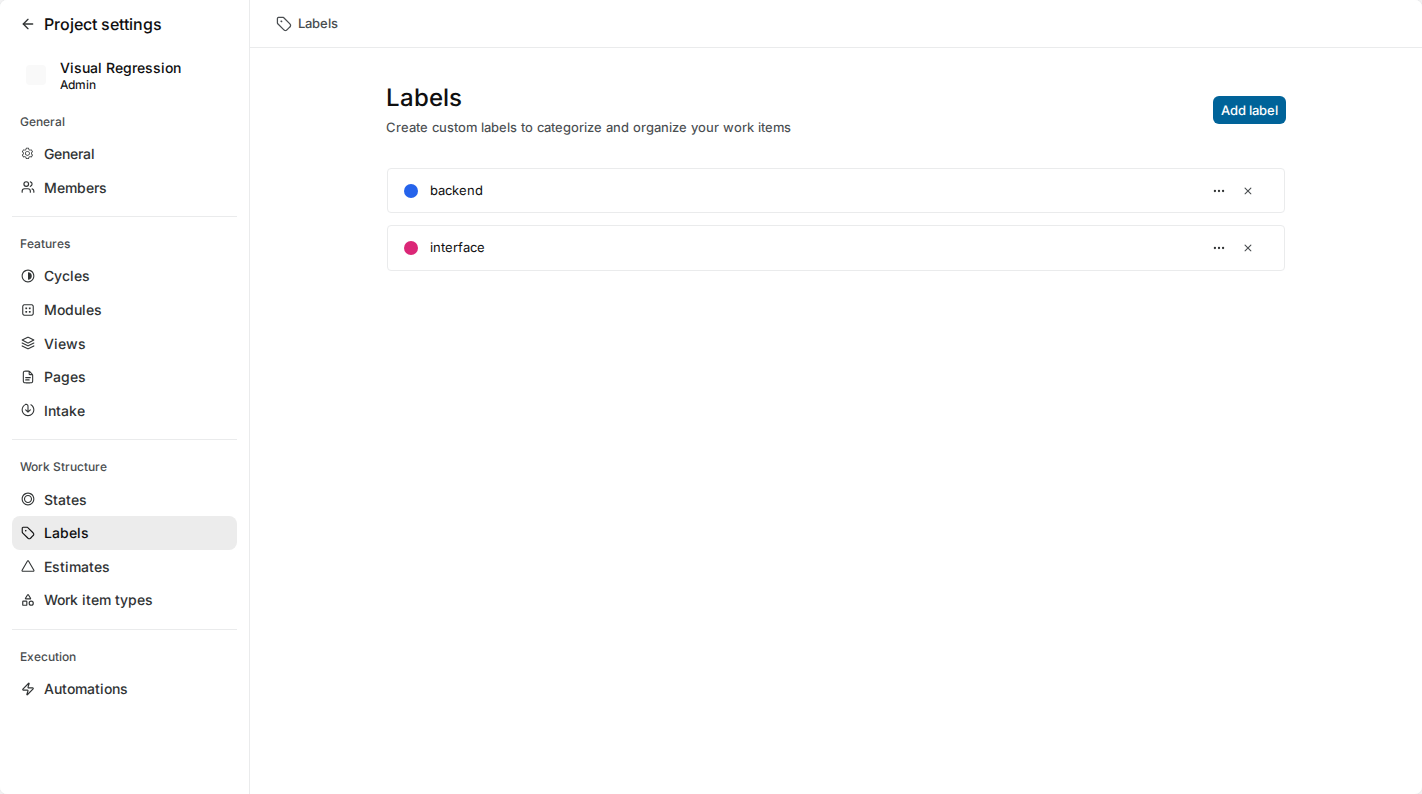 Project settings
Visual Regression
Admin
General
General
Members
Features
Cycles
Modules
Views
Pages
Intake
Work Structure
States
Labels
Estimates
Work item types
Execution
Automations
Labels
Labels
Create custom labels to categorize and organize your work items
Add label
backend
interface